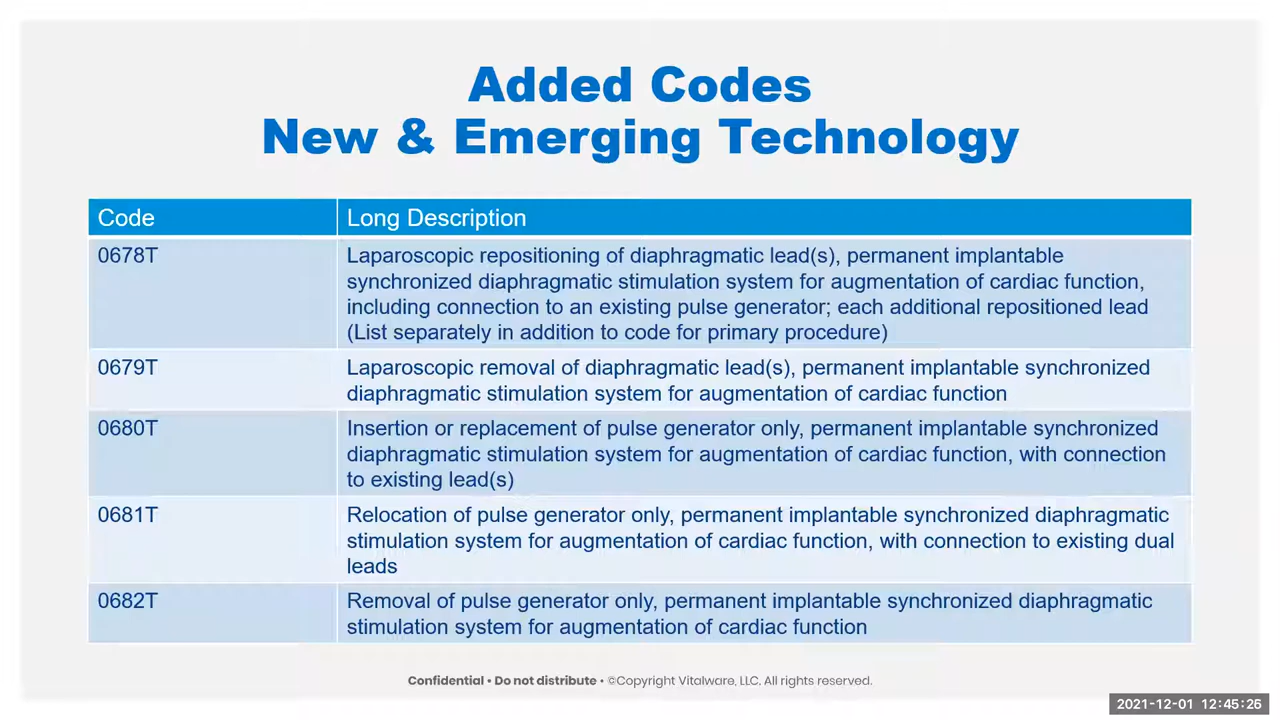 Added Codes
New & Emerging Technology
Code Long Description
0678T Laparoscopic repositioning of diaphragmatic lead(s), permanent implantable
synchronized diaphragmatic stimulation system for augmentation of cardiac function,
including connection to an existing pulse generator; each additional repositioned lead
(List separately in addition to code for primary procedure)
0679T Laparoscopic removal of diaphragmatic lead(s), permanent implantable synchronized
diaphragmatic stimulation system for augmentation of cardiac function
0680T Insertion or replacement of pulse generator only, permanent implantable synchronized
diaphragmatic stimulation system for augmentation of cardiac function, with connection
to existing lead(s)
0681T Relocation of pulse generator only, permanent implantable synchronized diaphragmatic
stimulation system for augmentation of cardiac function, with connection to existing dual
leads
0682T Removal of pulse generator only, permanent implantable synchronized diaphragmatic
stimulation system for augmentation of cardiac function
Confidential • Do not distribute • ©Copyright Vitalware, LLC. All rights reserved.
2021-12-01 12:45:26